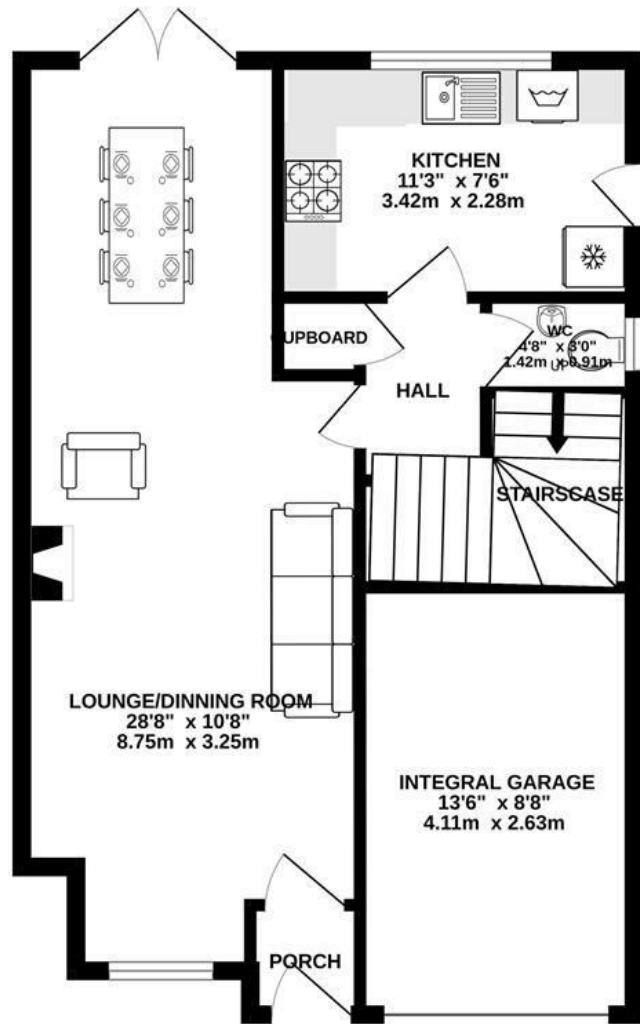 KITCHEN
11'3" x 7'6"
3.42m x 2.28m
CUPBOARD
WC
4'8" x 3'0"
1.42m x 0.91m
UP
HALL
STAIRSCASE
LOUNGE/DINNING ROOM
28'8" x 10'8"
8.75m x 3.25m
INTEGRAL GARAGE
13'6" x 8'8"
4.11m x 2.63m
PORCH